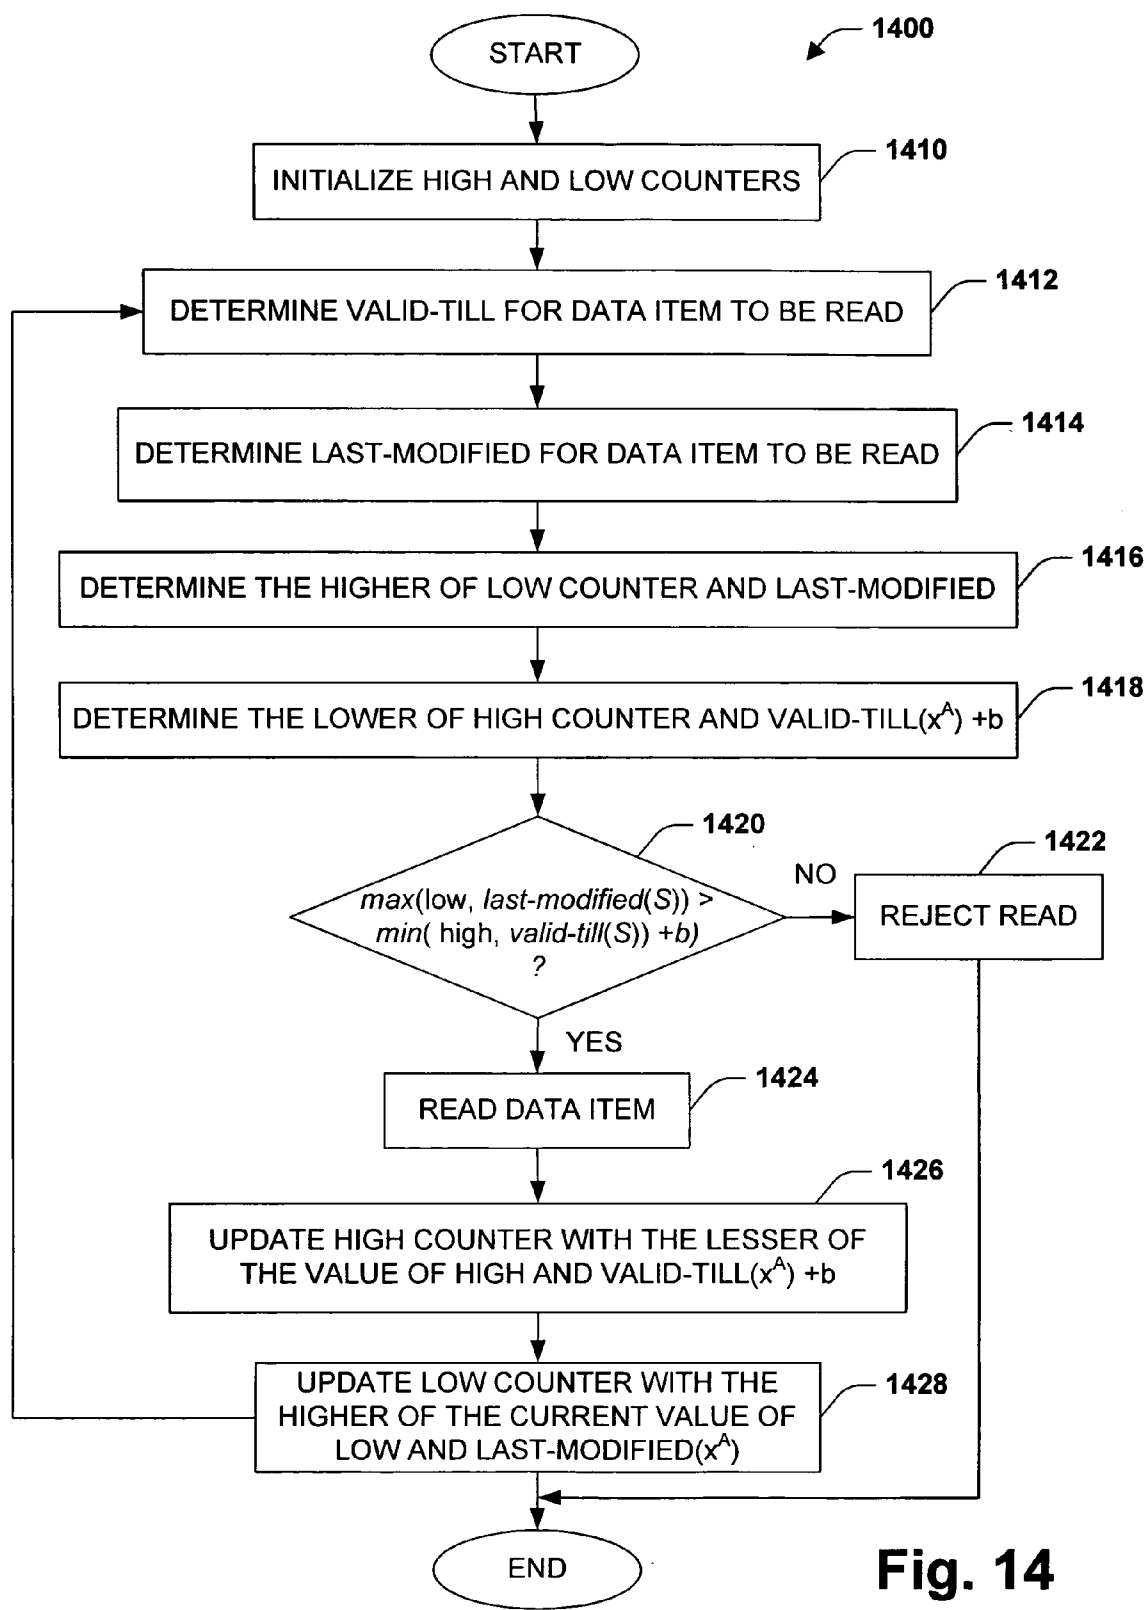 START
1400
INITIALIZE HIGH AND LOW COUNTERS
1410
DETERMINE VALID-TILL FOR DATA ITEM TO BE READ
1412
DETERMINE LAST-MODIFIED FOR DATA ITEM TO BE READ
1414
DETERMINE THE HIGHER OF LOW COUNTER AND LAST-MODIFIED
1416
DETERMINE THE LOWER OF HIGH COUNTER AND VALID-TILL(x^A) +b
1418
max(low, last-modified(S)) >
min( high, valid-till(S)) +b)
?
1420
NO
REJECT READ
1422
YES
READ DATA ITEM
1424
UPDATE HIGH COUNTER WITH THE LESSER OF
THE VALUE OF HIGH AND VALID-TILL(x^A) +b
1426
UPDATE LOW COUNTER WITH THE
HIGHER OF THE CURRENT VALUE OF
LOW AND LAST-MODIFIED(x^A)
1428
END
Fig. 14